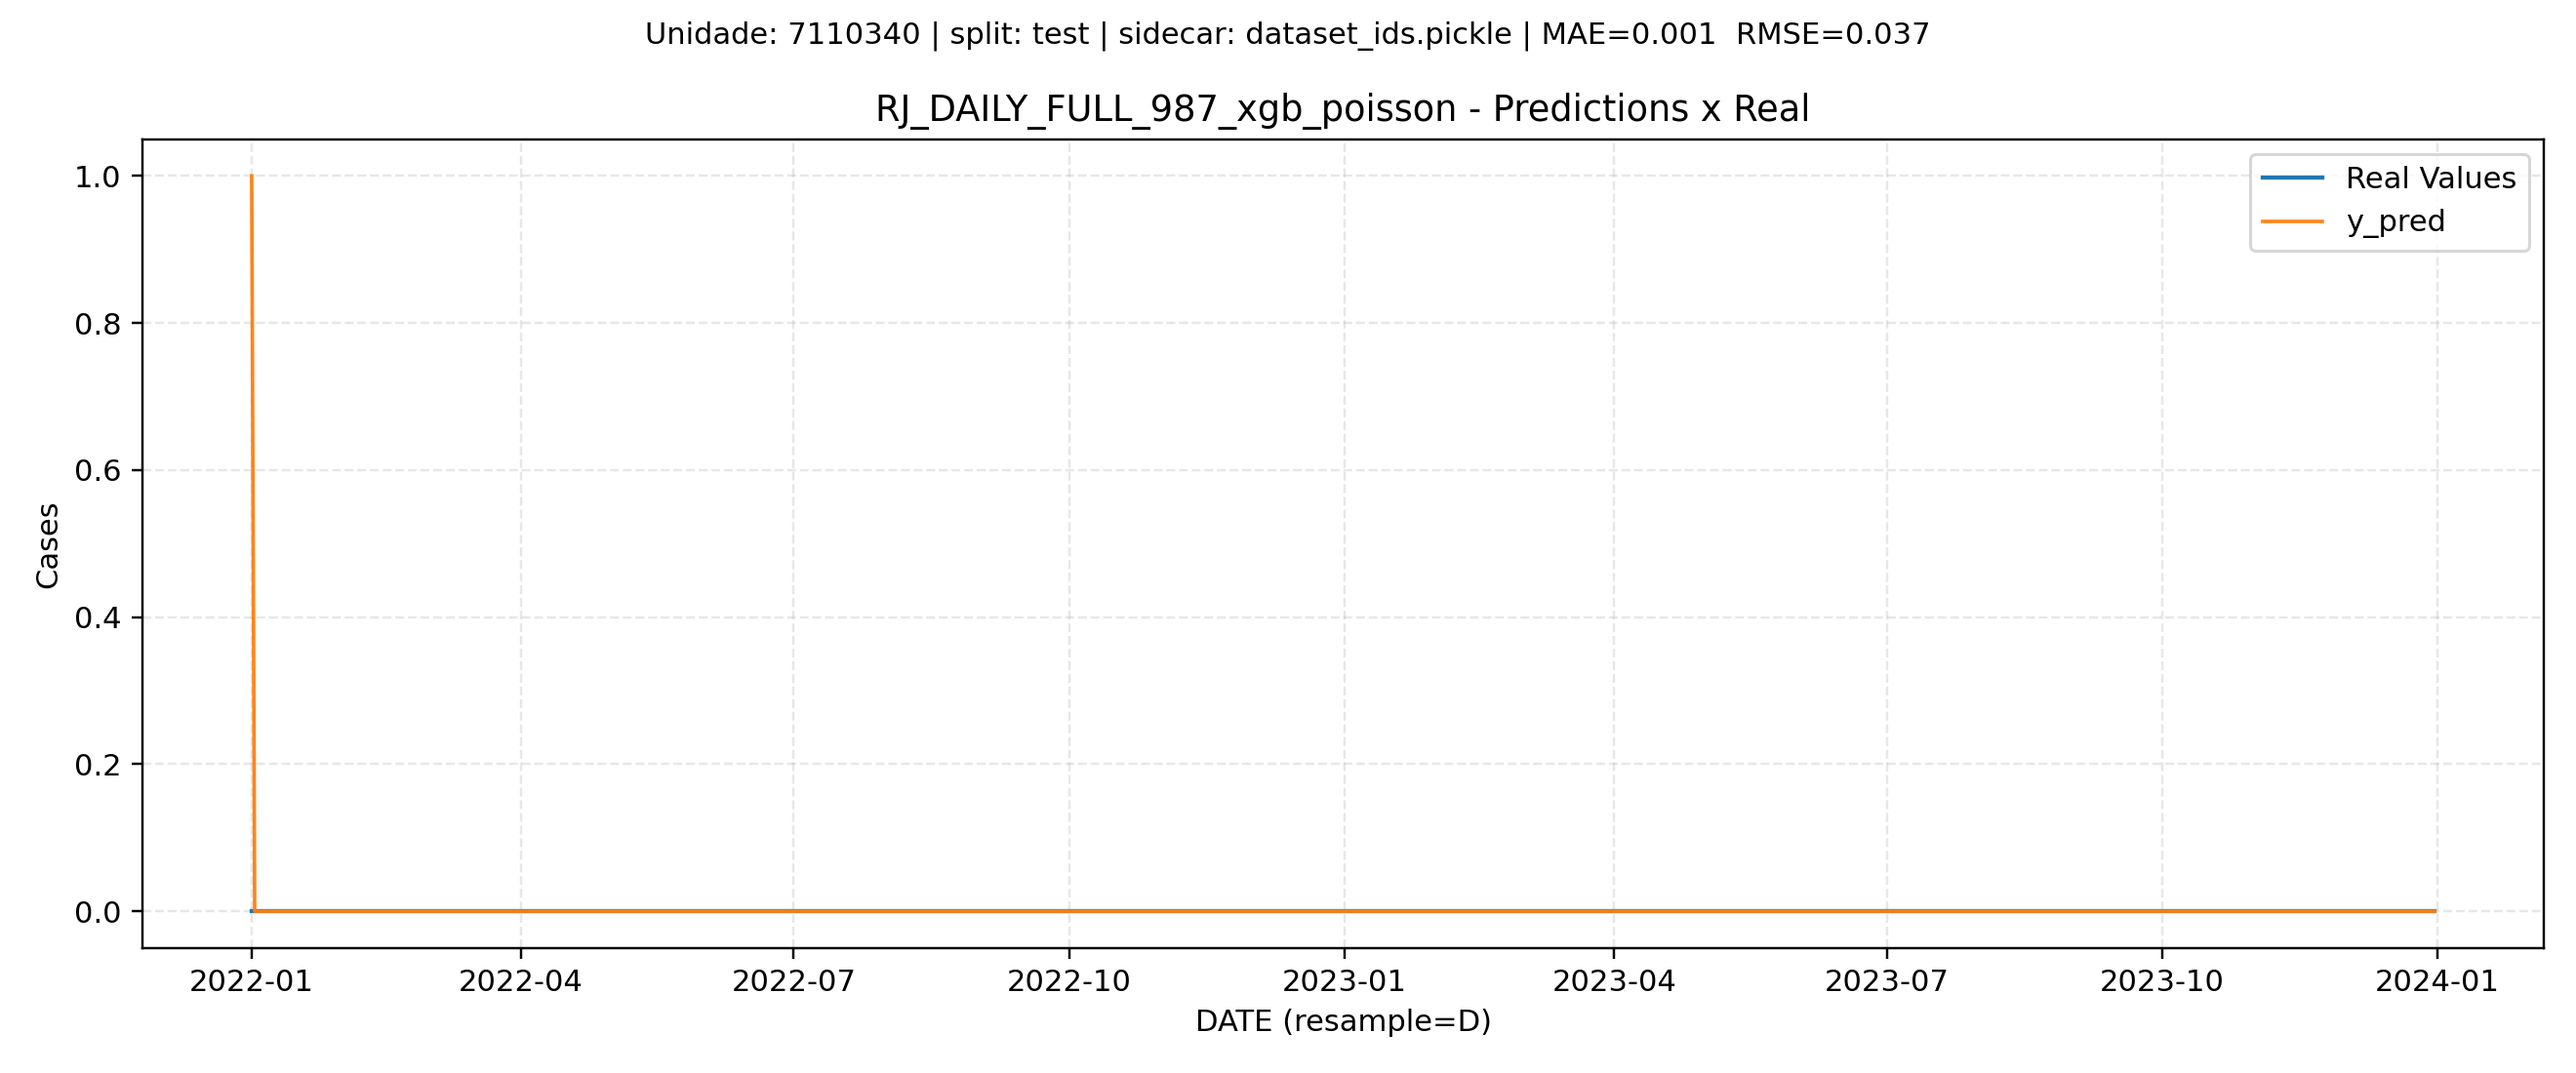 Unidade: 7110340 | split: test | sidecar: dataset_ids.pickle | MAE=0.001  RMSE=0.037
RJ_DAILY_FULL_987_xgb_poisson - Predictions x Real
Real Values
y_pred
1.0
0.8
0.6
0.4
0.2
0.0
Cases
2022-01 2022-04 2022-07 2022-10 2023-01 2023-04 2023-07 2023-10 2024-01
DATE (resample=D)